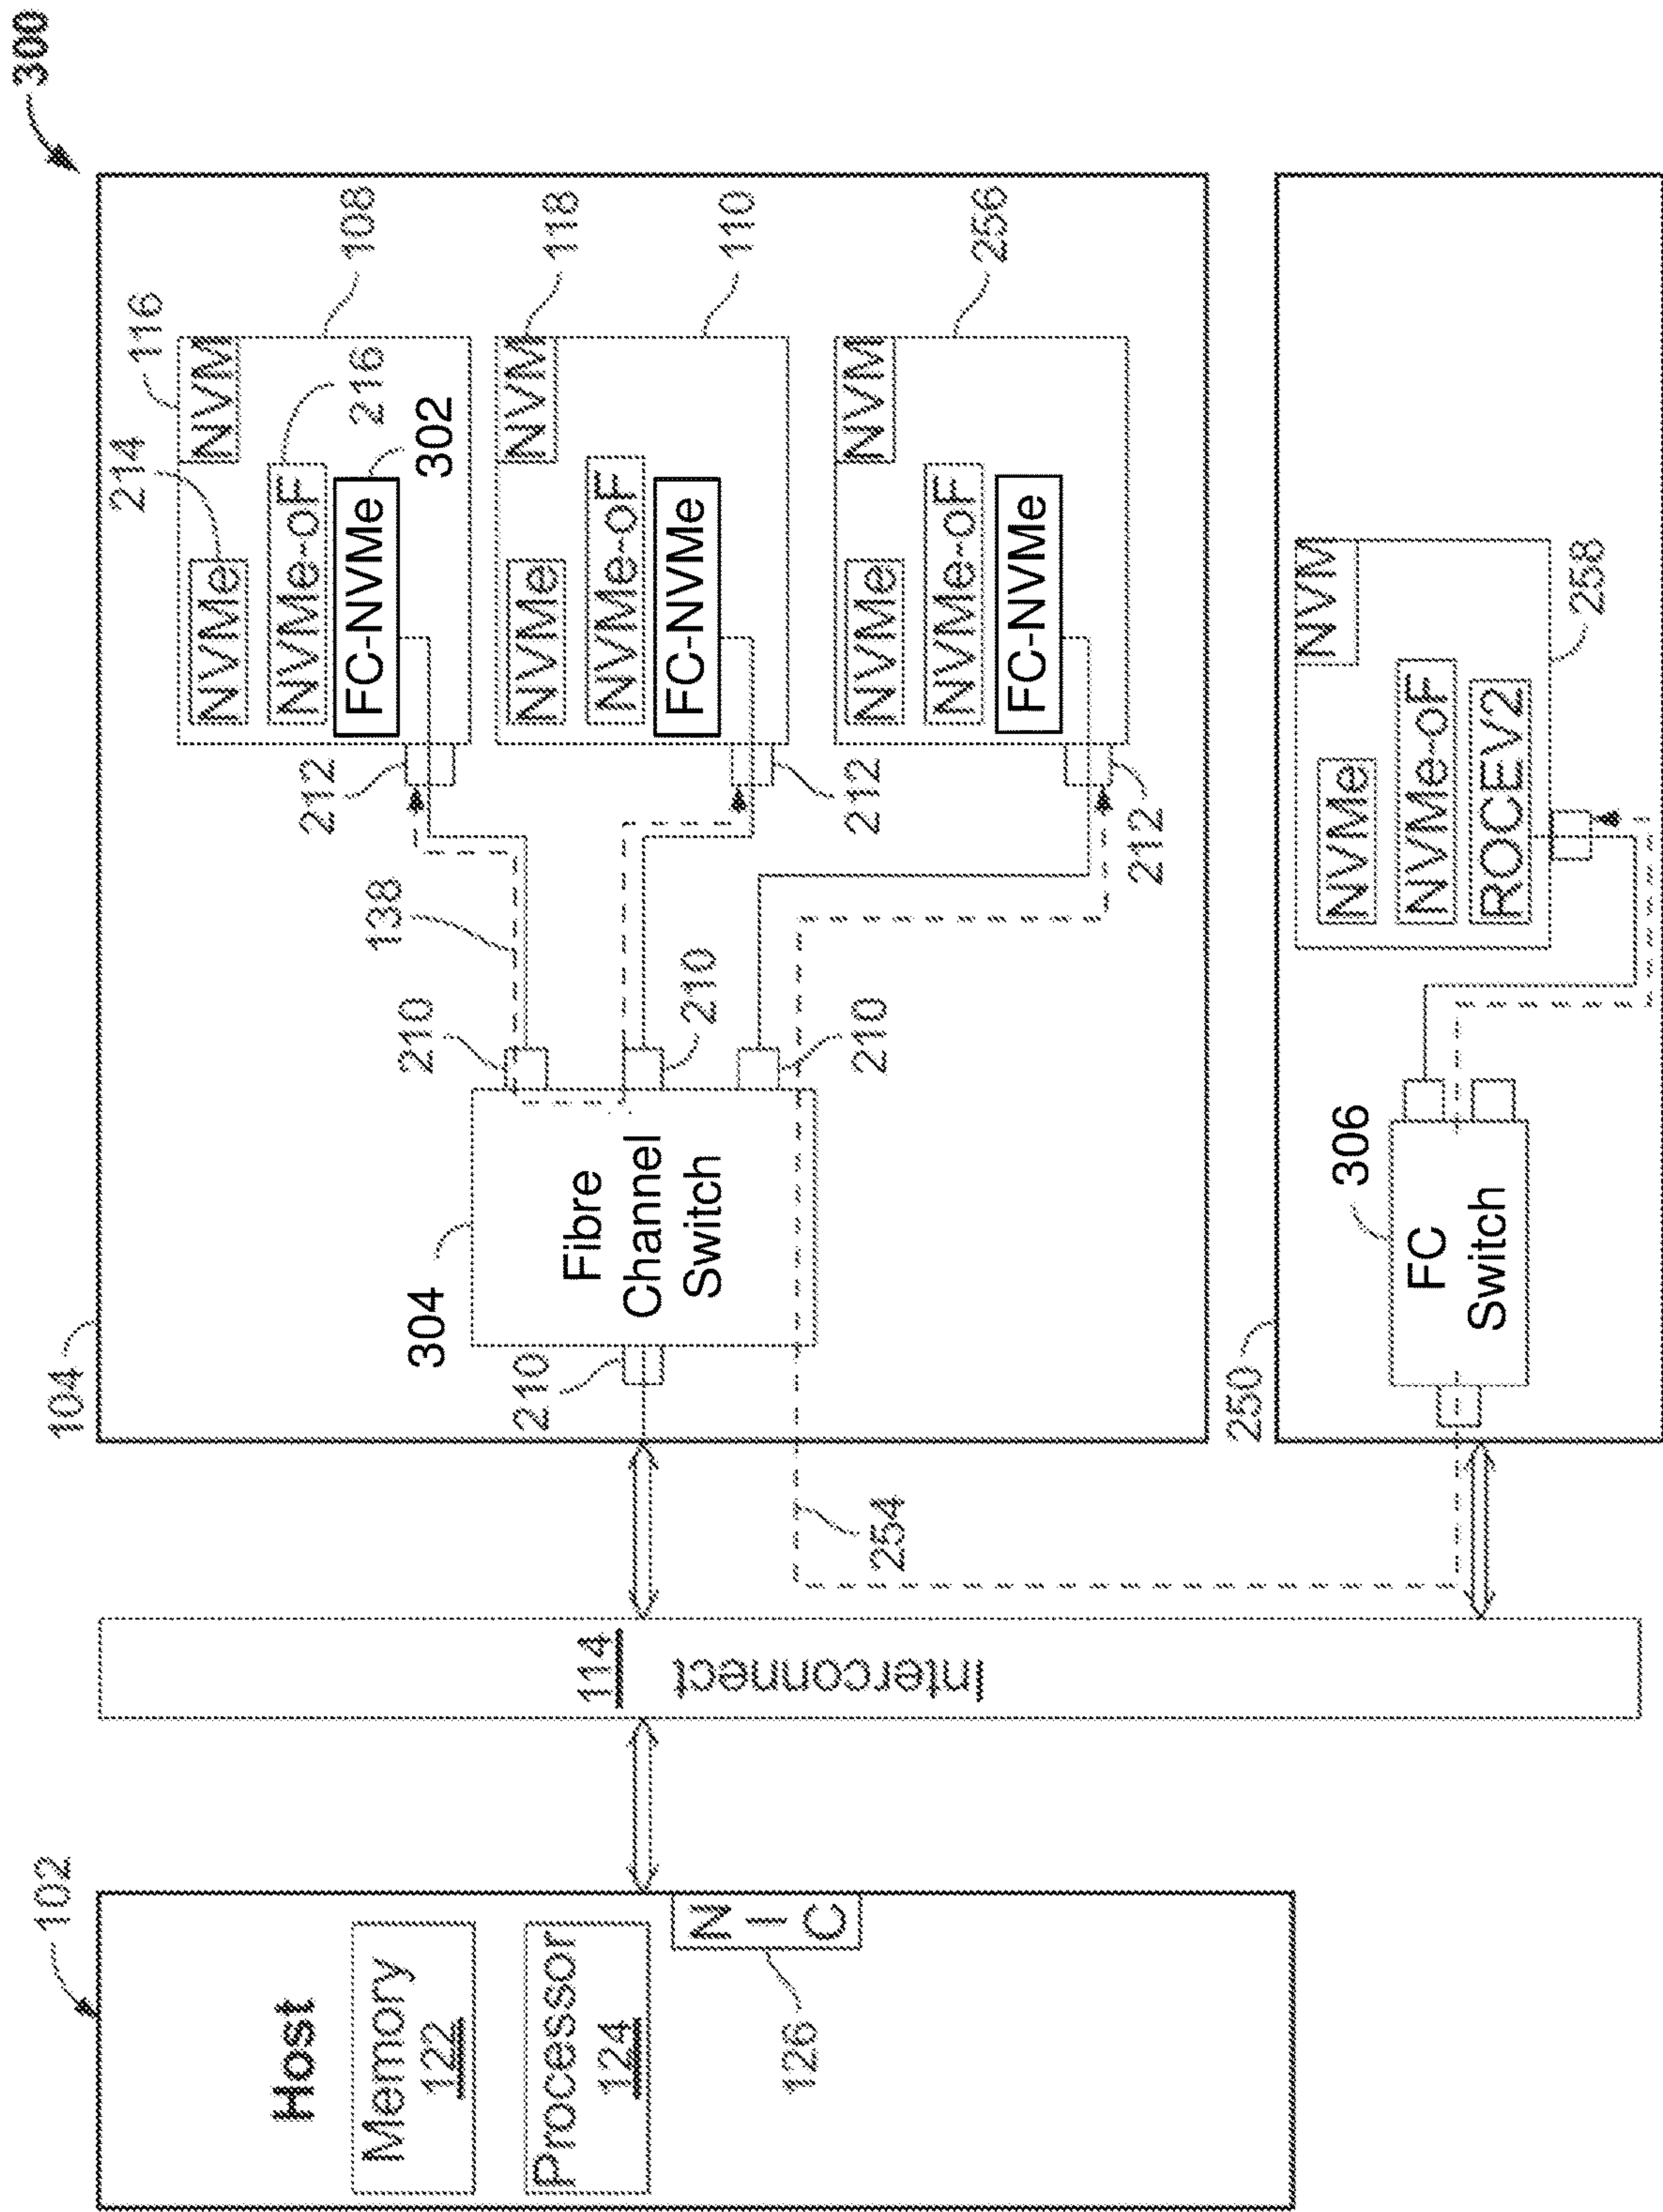 300
102
Host
Memory
122
Processor
124
N
I
C
126
114
Interconnect
104
304
Fibre
Channel
Switch
210
210
210
210
138
254
212
212
212
116
NVM
108
214
NVMe
216
NVMe-oF
302
FC-NVMe
118
NVM
110
NVMe
NVMe-oF
FC-NVMe
256
NVM
NVMe
NVMe-oF
FC-NVMe
250
306
FC
Switch
NVM
NVMe
NVMe-oF
ROCEV2
258